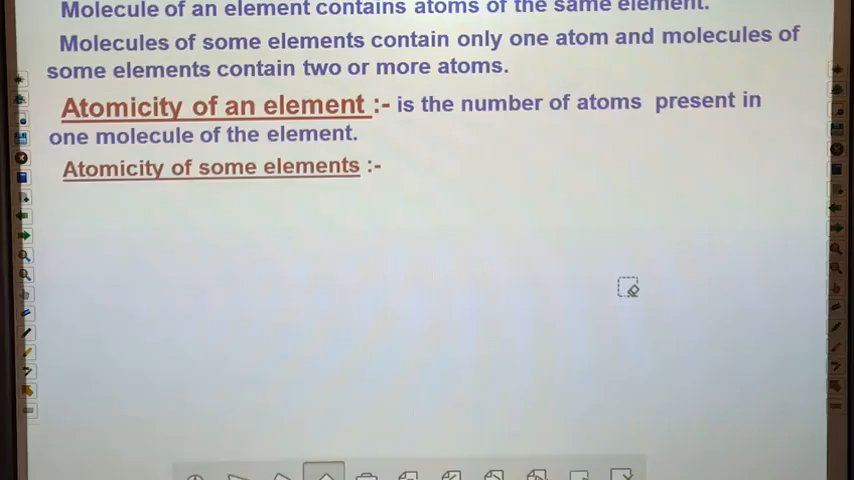 Molecule of an element contains atoms of the same element.
Molecules of some elements contain only one atom and molecules of
some elements contain two or more atoms.
Atomicity of an element :- is the number of atoms present in
one molecule of the element.
Atomicity of some elements :-